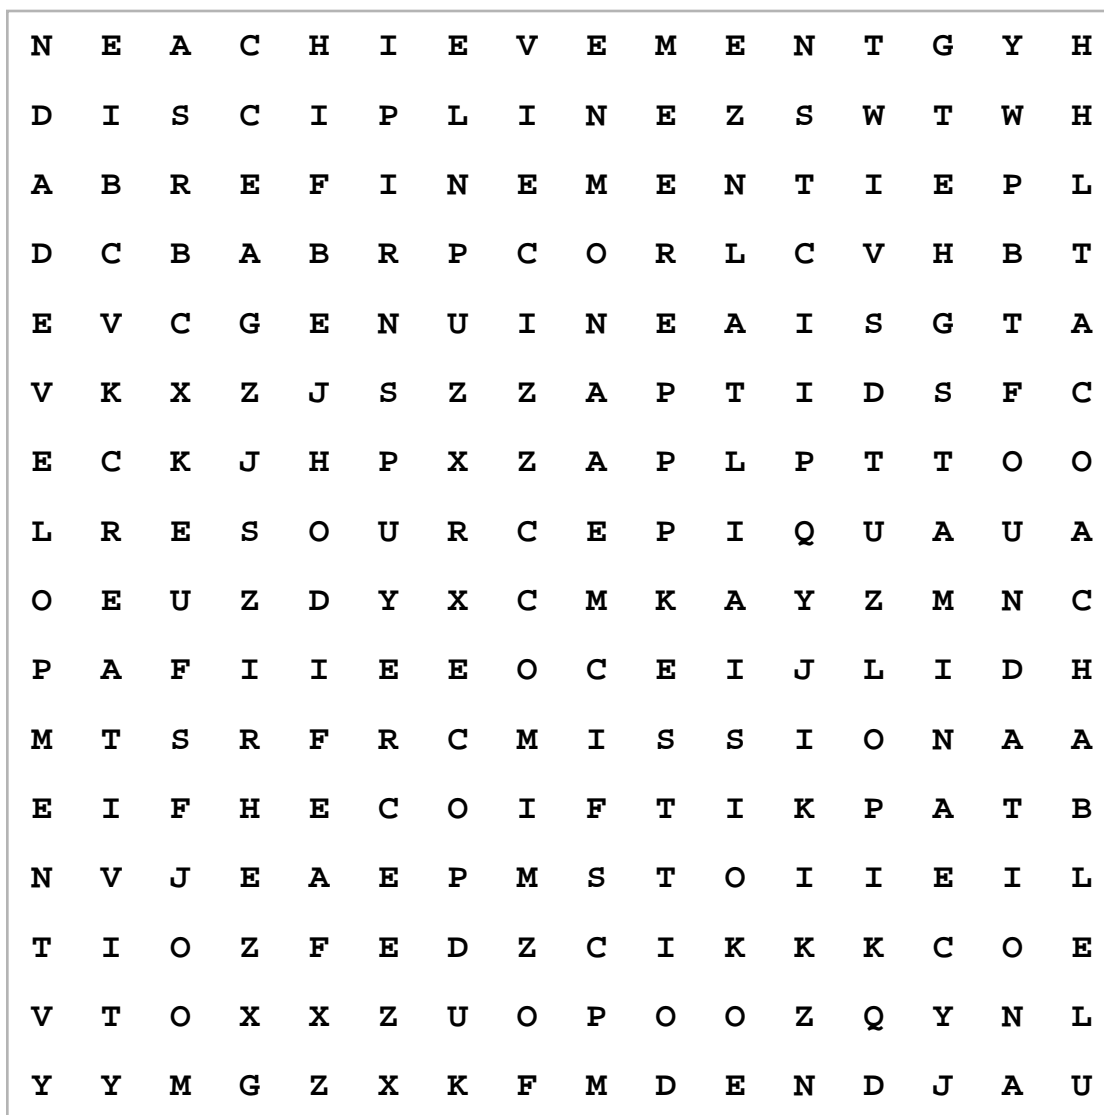 N E A C H I E V E M E N T G Y H
D I S C I P L I N E Z S W T W H
A B R E F I N E M E N T I E P L
D C B A B R P C O R L C V H B T
E V C G E N U I N E A I S G T A
V K X Z J S Z Z A P T I D S F C
E C K J H P X Z A P L P T T O O
L R E S O U R C E P I Q U A U A
O E U Z D Y X C M K A Y Z M N C
P A F I I E E O C E I J L I D H
M T S R F R C M I S S I O N A A
E I F H E C O I F T I K P A T B
N V J E A E P M S T O I I E I L
T I O Z F E D Z C I K K K C O E
V T O X X Z U O P O O Z Q Y N L
Y Y M G Z X K F M D E N D J A U